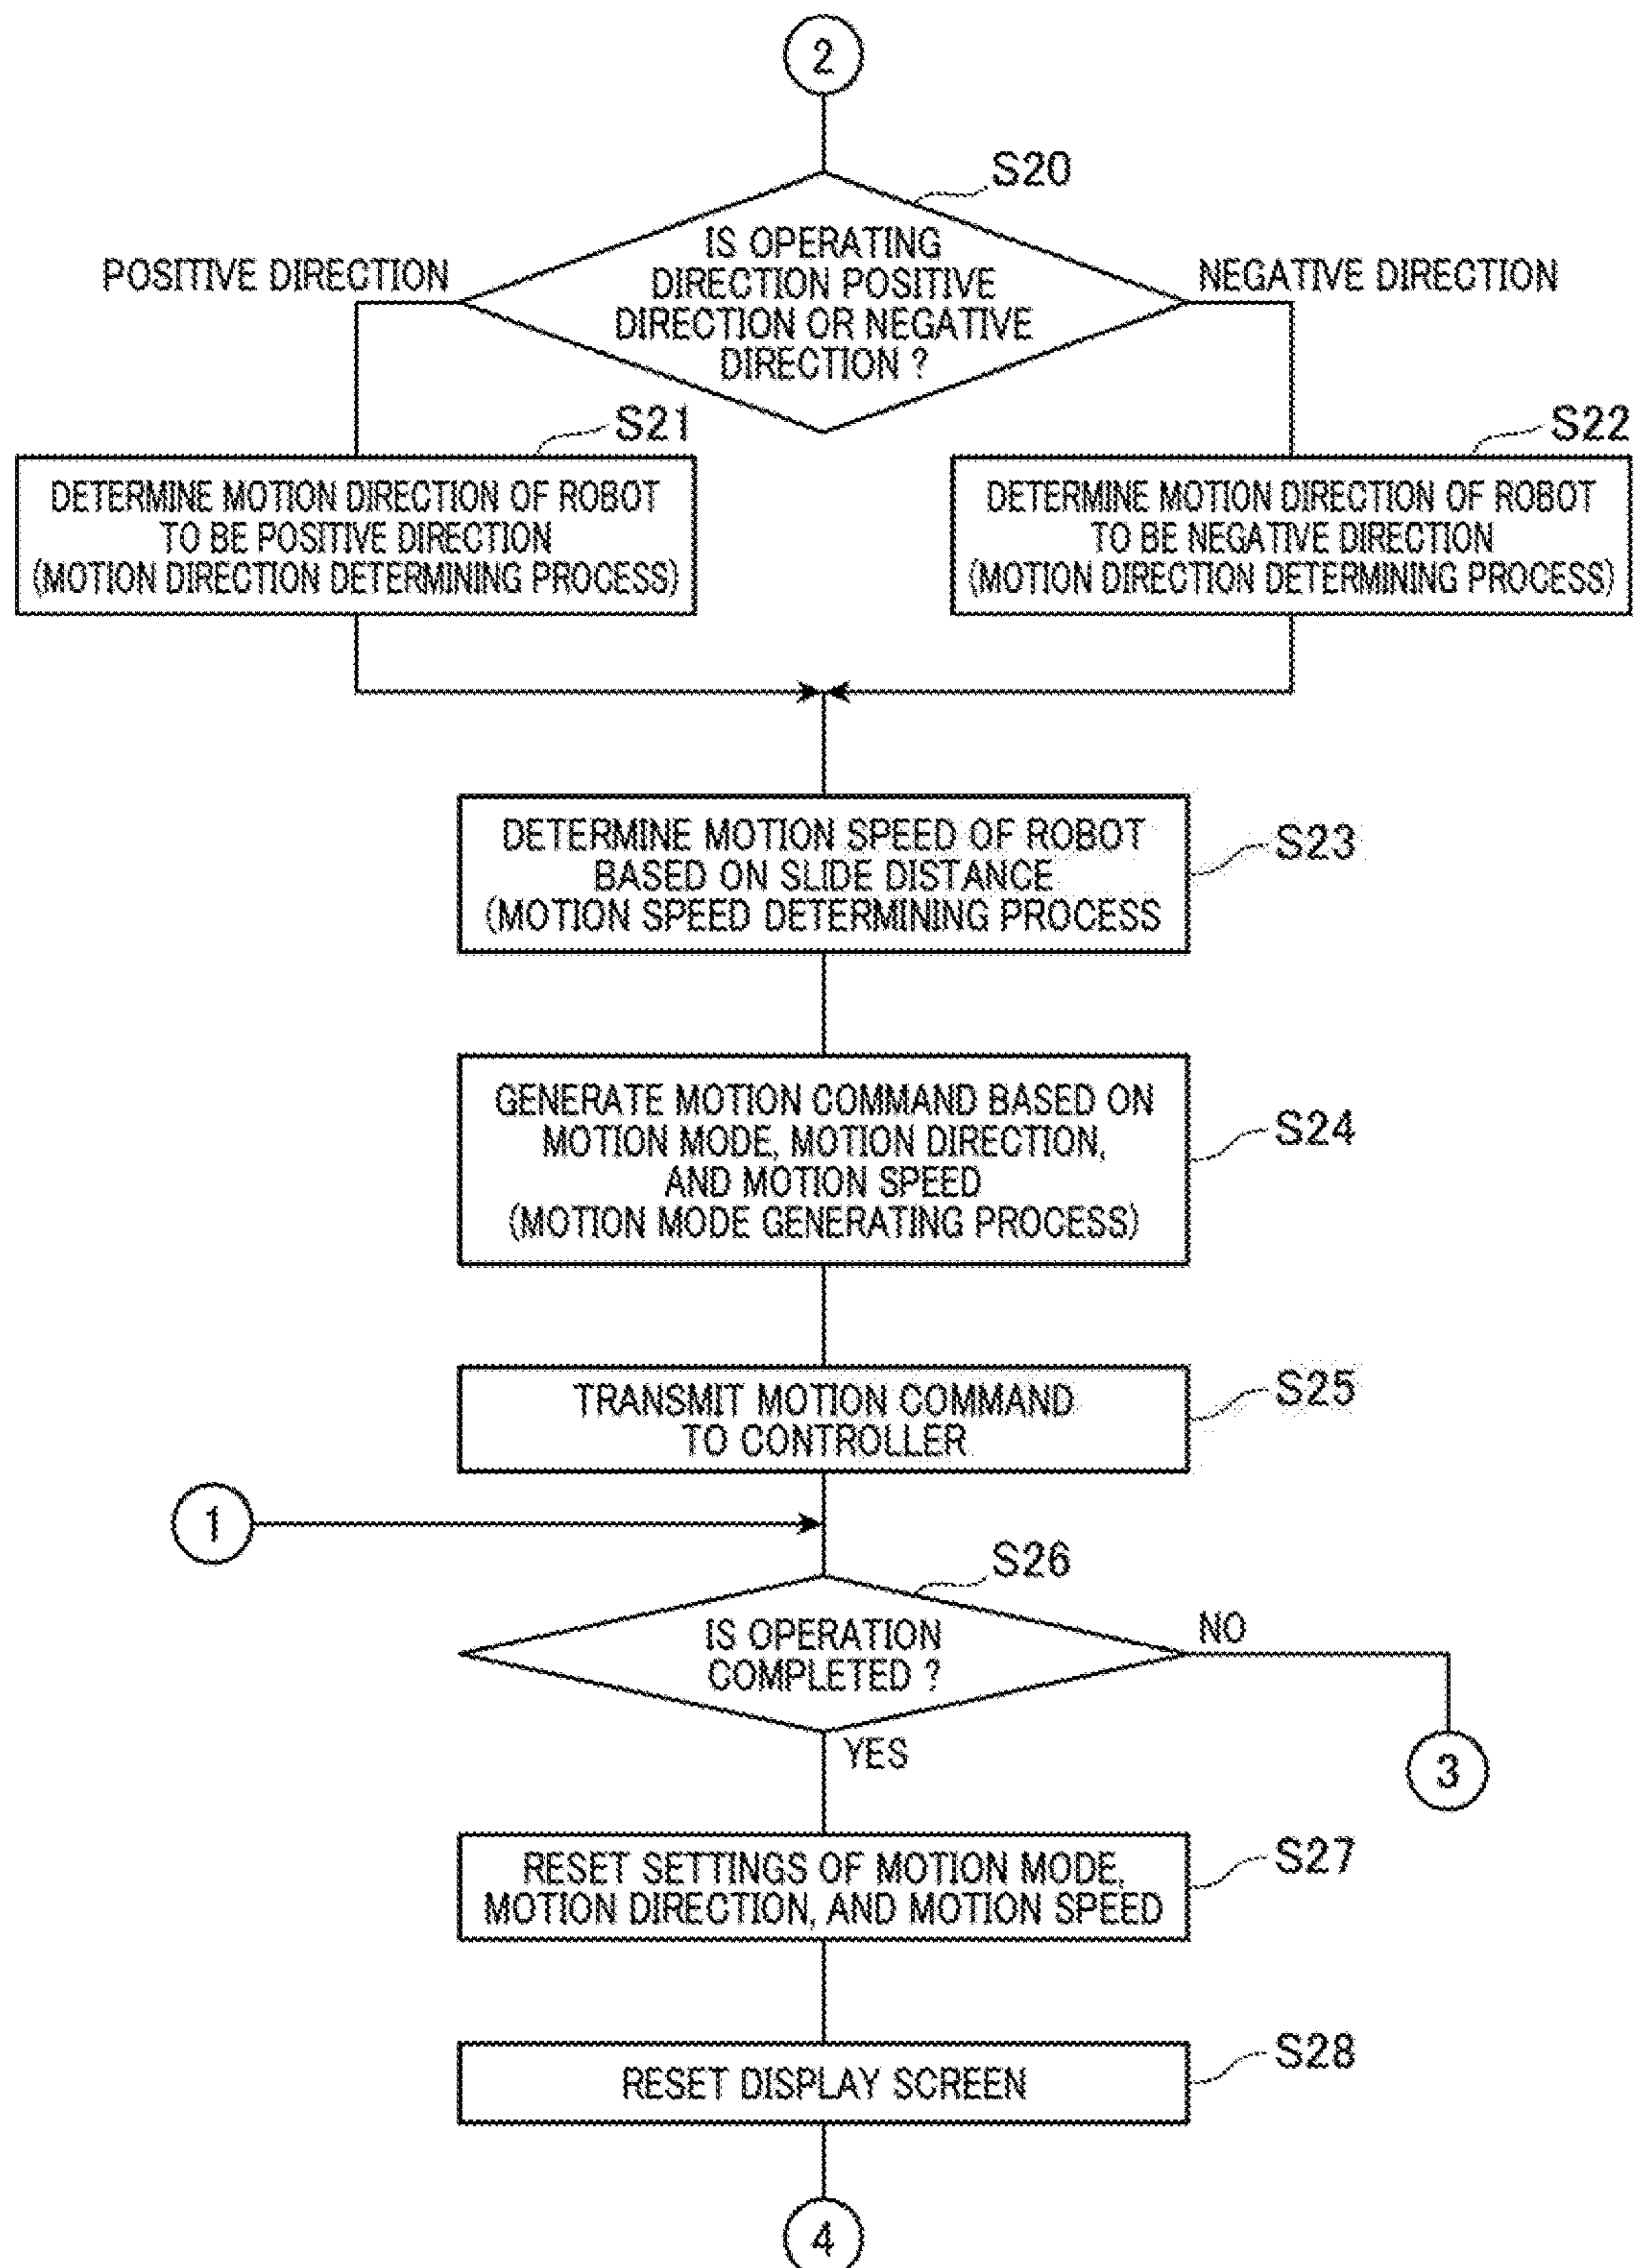 2
S20
IS OPERATING
DIRECTION POSITIVE
DIRECTION OR NEGATIVE
DIRECTION ?
POSITIVE DIRECTION
NEGATIVE DIRECTION
S21
DETERMINE MOTION DIRECTION OF ROBOT
TO BE POSITIVE DIRECTION
(MOTION DIRECTION DETERMINING PROCESS)
S22
DETERMINE MOTION DIRECTION OF ROBOT
TO BE NEGATIVE DIRECTION
(MOTION DIRECTION DETERMINING PROCESS)
DETERMINE MOTION SPEED OF ROBOT
BASED ON SLIDE DISTANCE
(MOTION SPEED DETERMINING PROCESS
S23
GENERATE MOTION COMMAND BASED ON
MOTION MODE, MOTION DIRECTION,
AND MOTION SPEED
(MOTION MODE GENERATING PROCESS)
S24
TRANSMIT MOTION COMMAND
TO CONTROLLER
S25
1
S26
IS OPERATION
COMPLETED ?
NO
3
YES
RESET SETTINGS OF MOTION MODE,
MOTION DIRECTION, AND MOTION SPEED
S27
RESET DISPLAY SCREEN
S28
4